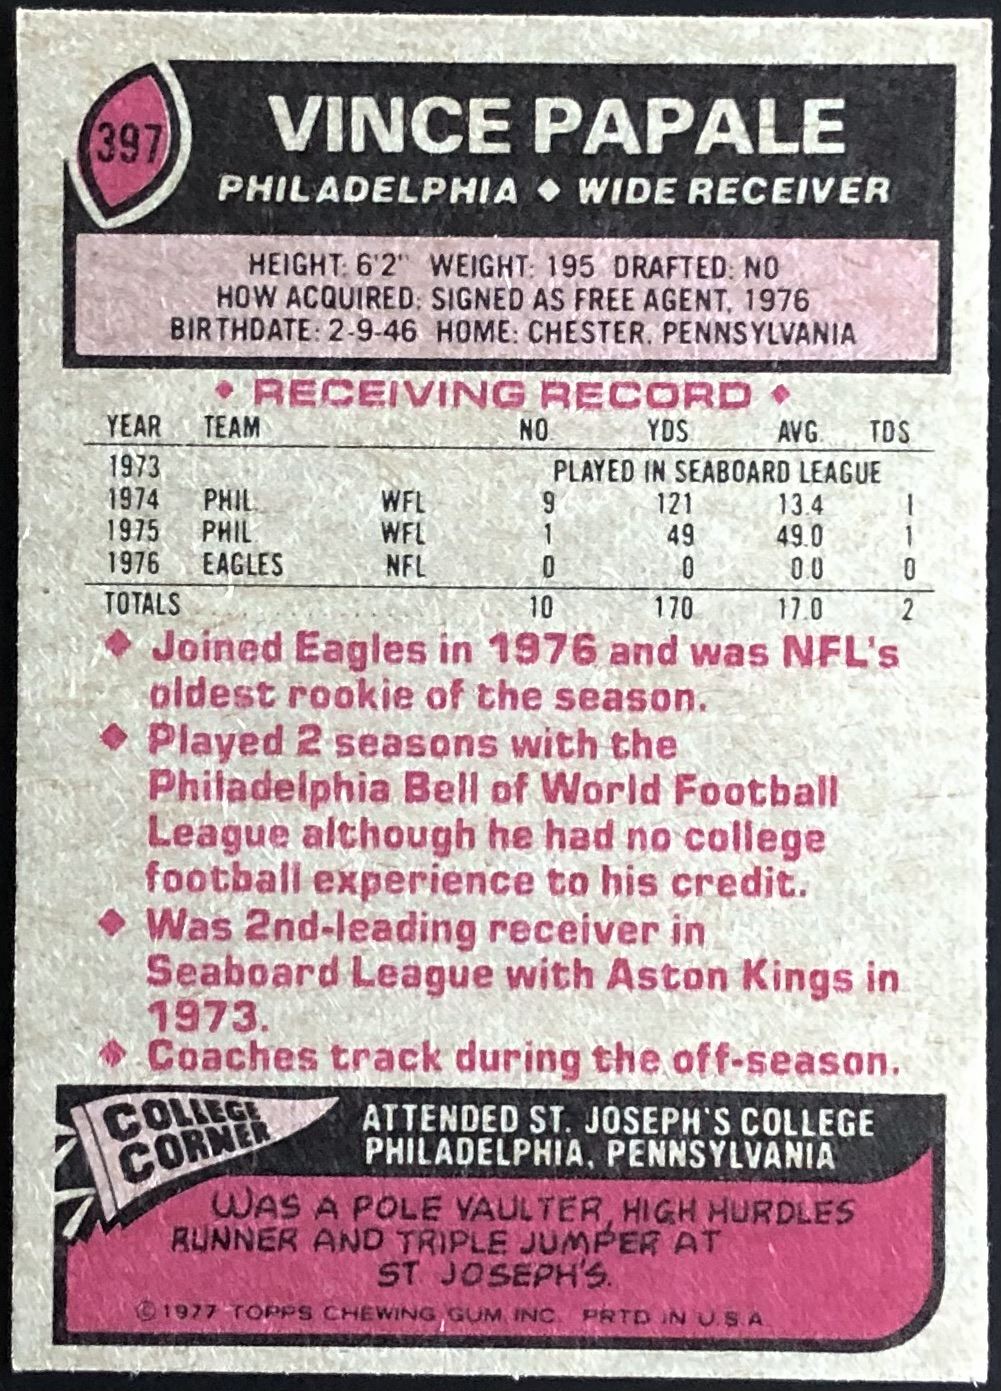 397
VINCE PAPALE
PHILADELPHIA ◆ WIDE RECEIVER
HEIGHT: 6'2" WEIGHT: 195 DRAFTED: NO
HOW ACQUIRED: SIGNED AS FREE AGENT, 1976
BIRTHDATE: 2-9-46 HOME: CHESTER, PENNSYLVANIA
◆ RECEIVING RECORD ◆
YEAR TEAM NO YDS AVG TDS
1973 PLAYED IN SEABOARD LEAGUE
1974 PHIL. WFL 9 121 13.4 1
1975 PHIL WFL 1 49 49.0 1
1976 EAGLES NFL 0 0 0.0 0
TOTALS 10 170 17.0 2
◆ Joined Eagles in 1976 and was NFL's
oldest rookie of the season.
◆ Played 2 seasons with the
Philadelphia Bell of World Football
League although he had no college
football experience to his credit.
◆ Was 2nd-leading receiver in
Seaboard League with Aston Kings in
1973.
◆ Coaches track during the off-season.
COLLEGE
CORNER
ATTENDED ST. JOSEPH'S COLLEGE
PHILADELPHIA, PENNSYLVANIA
WAS A POLE VAULTER, HIGH HURDLES
RUNNER AND TRIPLE JUMPER AT
ST. JOSEPH'S.
©1977 TOPPS CHEWING GUM, INC. PRTD IN U.S.A.